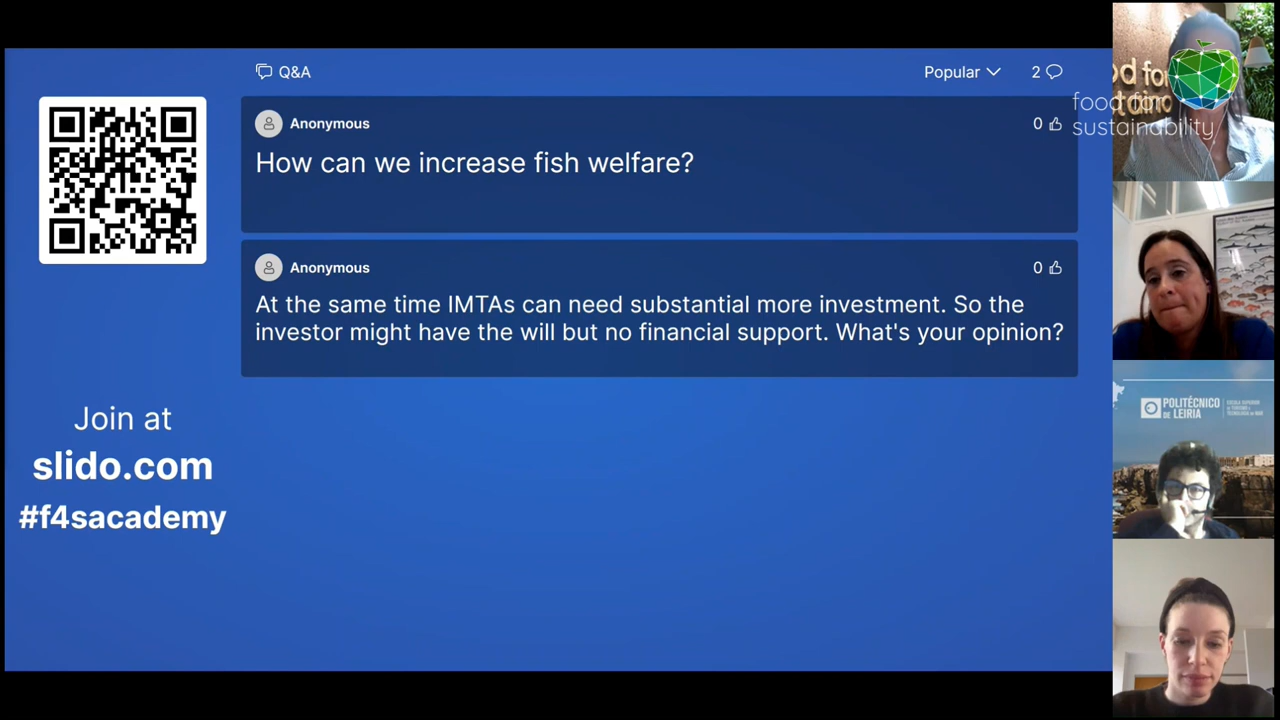 Q&A
Popular
2
Anonymous
0
How can we increase fish welfare?
Anonymous
0
At the same time IMTAs can need substantial more investment. So the
investor might have the will but no financial support. What's your opinion?
Join at
slido.com
#f4sacademy
food for
sustainability
POLITÉCNICO
DE LEIRIA